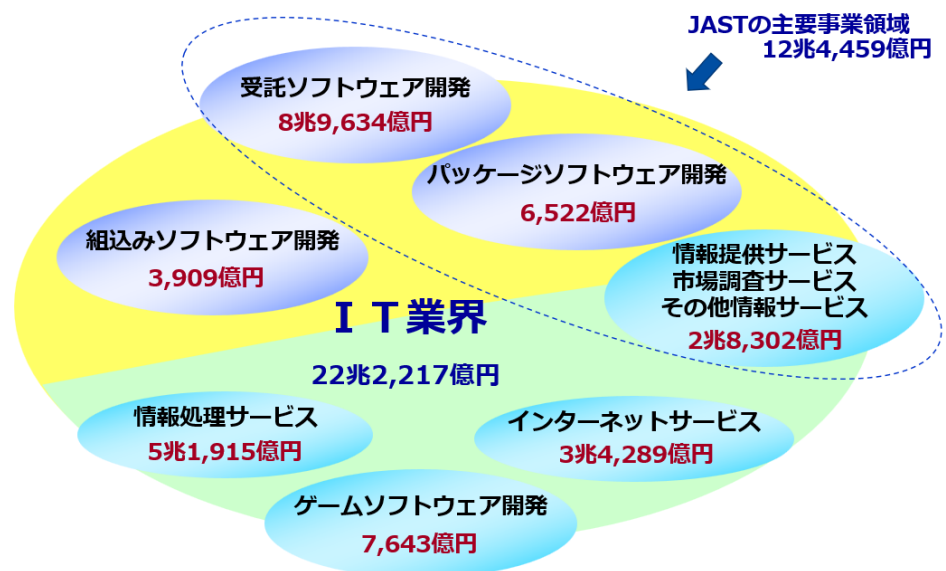 JASTの主要事業領域
12兆4,459億円
受託ソフトウェア開発
8兆9,634億円
パッケージソフトウェア開発
6,522億円
組込みソフトウェア開発
3,909億円
情報提供サービス
市場調査サービス
その他情報サービス
2兆8,302億円
ＩＴ業界
22兆2,217億円
情報処理サービス
5兆1,915億円
インターネットサービス
3兆4,289億円
ゲームソフトウェア開発
7,643億円